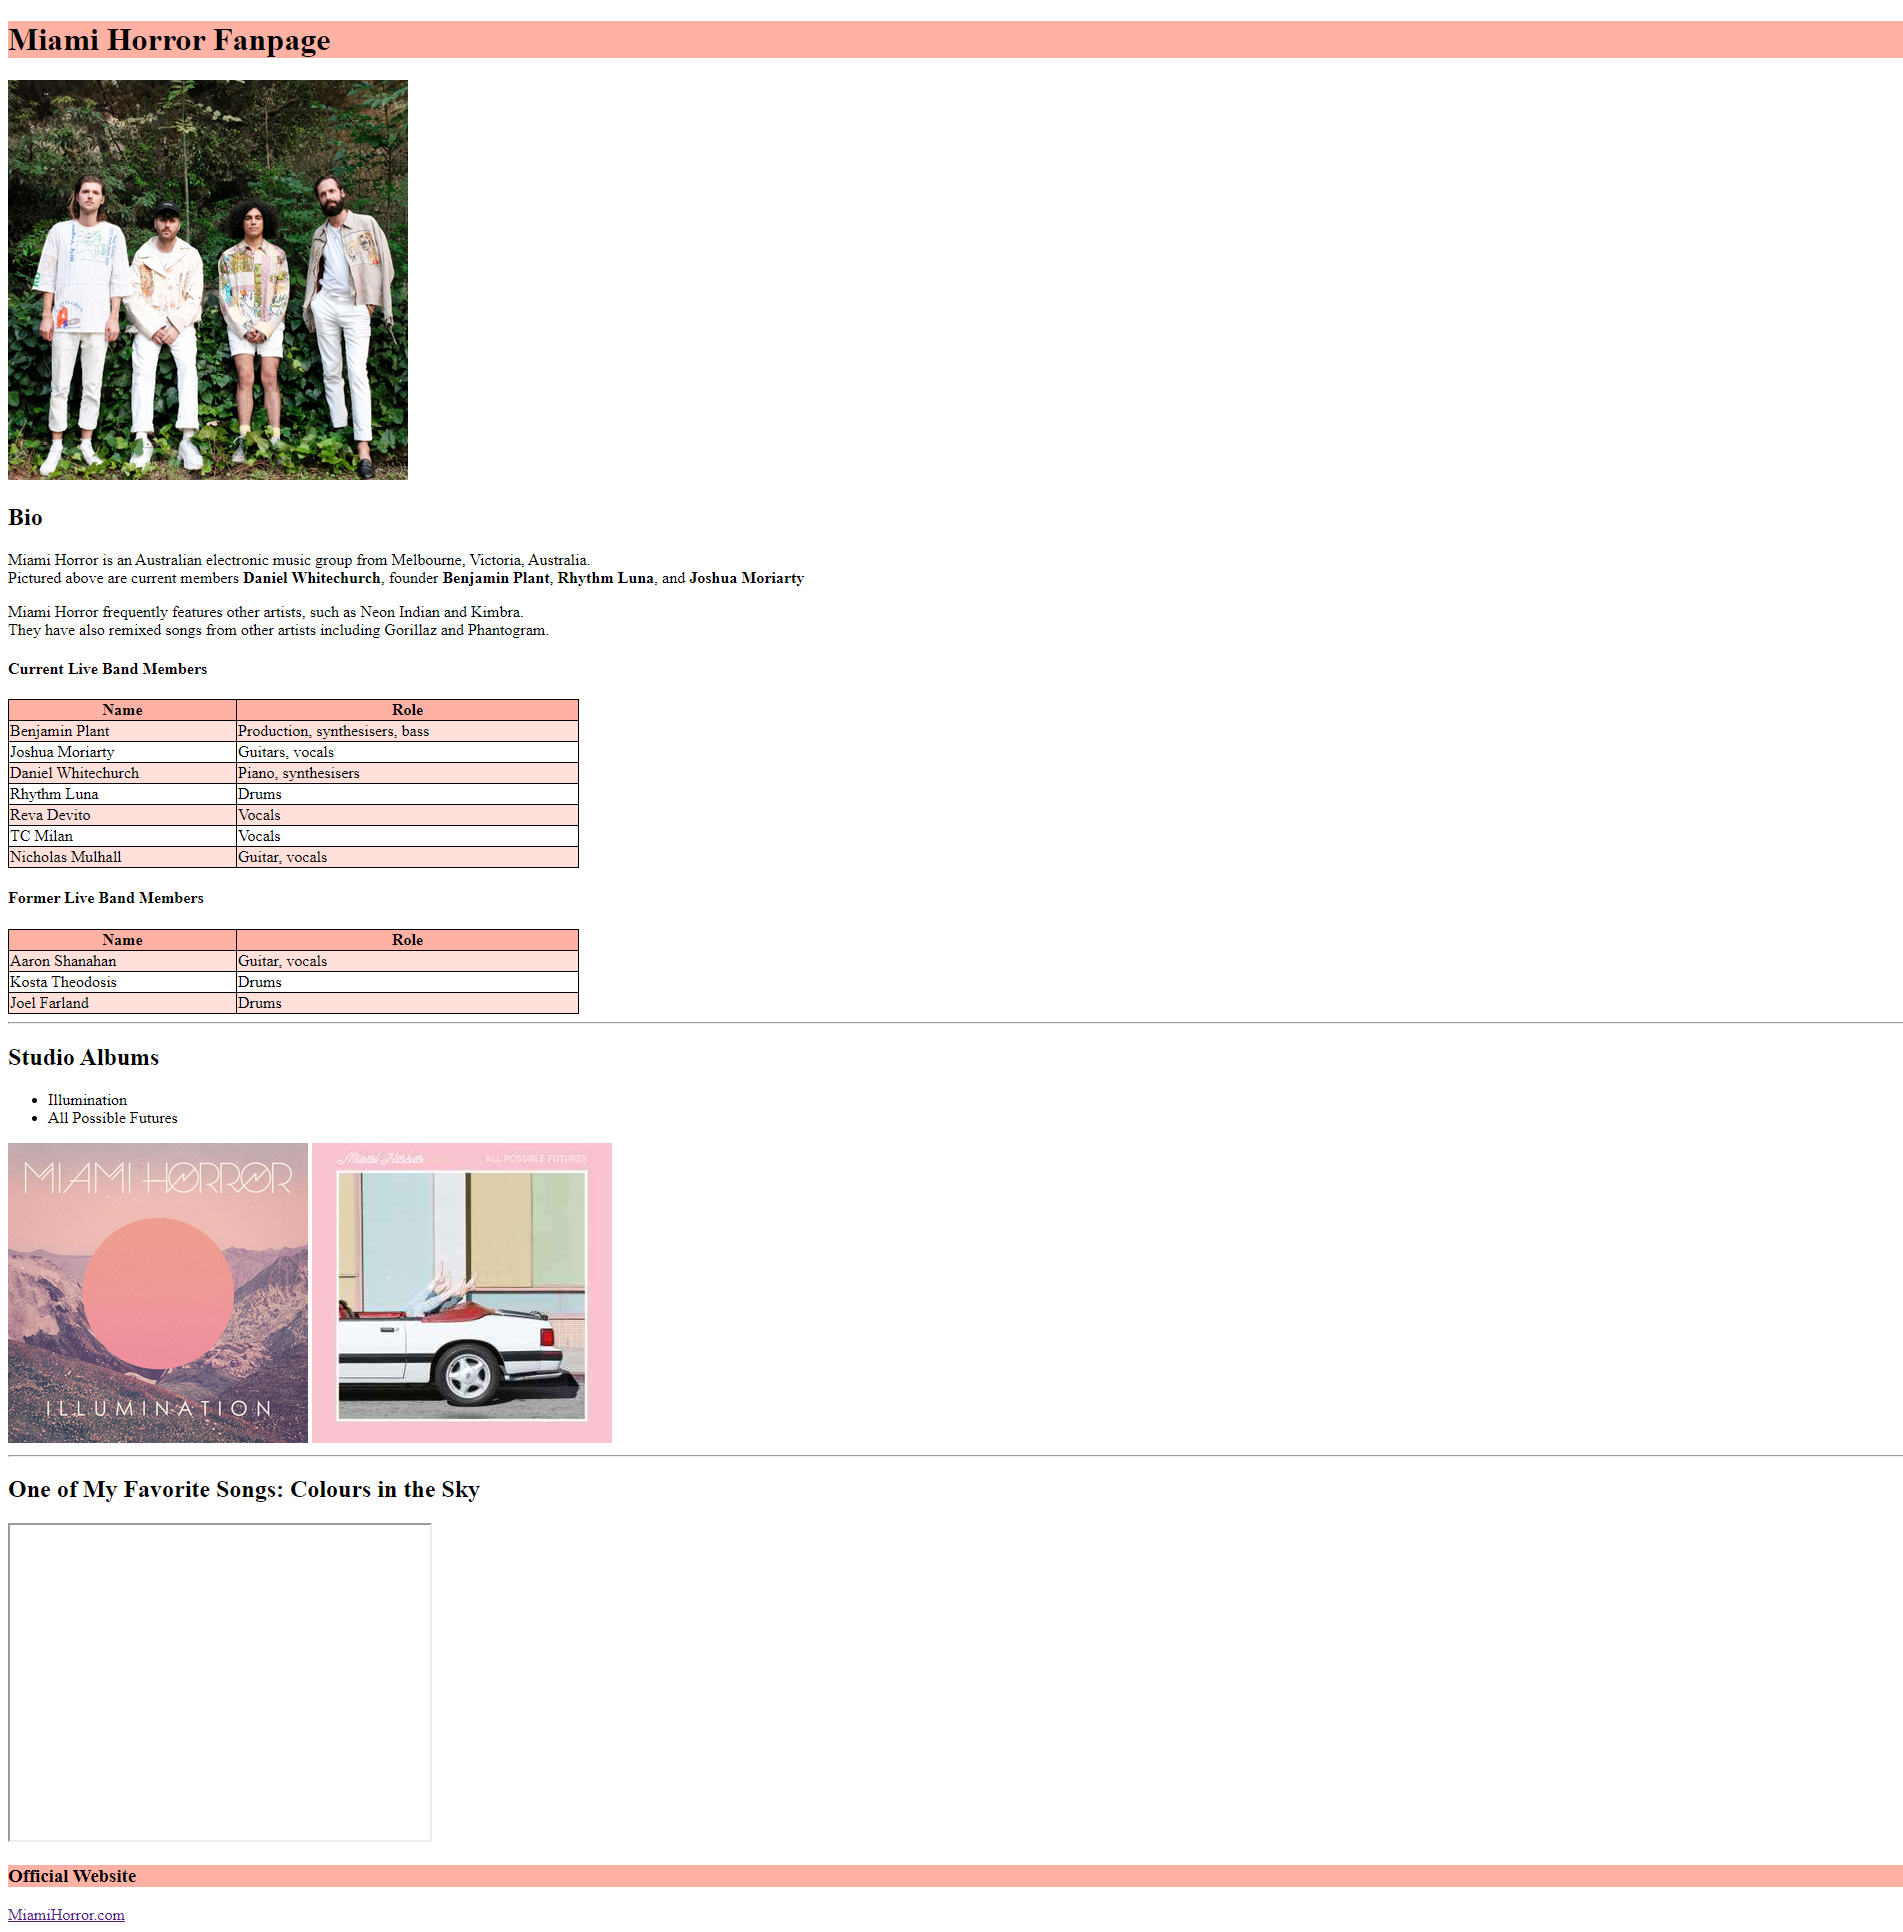 Miami Horror Fanpage
Bio
Miami Horror is an Australian electronic music group from Melbourne, Victoria, Australia.
Pictured above are current members Daniel Whitechurch, founder Benjamin Plant, Rhythm Luna, and Joshua Moriarty
Miami Horror frequently features other artists, such as Neon Indian and Kimbra.
They have also remixed songs from other artists including Gorillaz and Phantogram.
Current Live Band Members
Name Role
Benjamin Plant Production, synthesisers, bass
Joshua Moriarty Guitars, vocals
Daniel Whitechurch Piano, synthesisers
Rhythm Luna Drums
Reva Devito Vocals
TC Milan Vocals
Nicholas Mulhall Guitar, vocals
Former Live Band Members
Name Role
Aaron Shanahan Guitar, vocals
Kosta Theodosis Drums
Joel Farland Drums
Studio Albums
Illumination
All Possible Futures
MIAMI HORROR
ILLUMINATION
Miami Horror ALL POSSIBLE FUTURES
One of My Favorite Songs: Colours in the Sky
Official Website
MiamiHorror.com